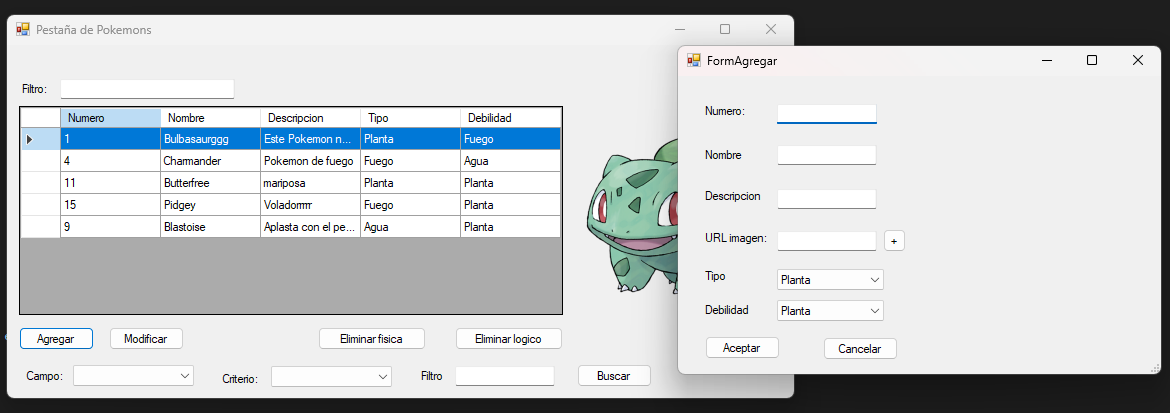 Pestaña de Pokemons
Filtro:
Numero Nombre Descripcion Tipo Debilidad
1 Bulbasaurggg Este Pokemon n... Planta Fuego
4 Chamander Pokemon de fuego Fuego Agua
11 Butterfree mariposa Planta Planta
15 Pidgey Voladorrrr Fuego Planta
9 Blastoise Aplasta con el pe... Agua Planta
Agregar Modificar Eliminar fisica Eliminar logico
Campo: Criterio: Filtro Buscar
FormAgregar
Numero:
Nombre
Descripcion
URL imagen: +
Tipo Planta
Debilidad Planta
Aceptar Cancelar